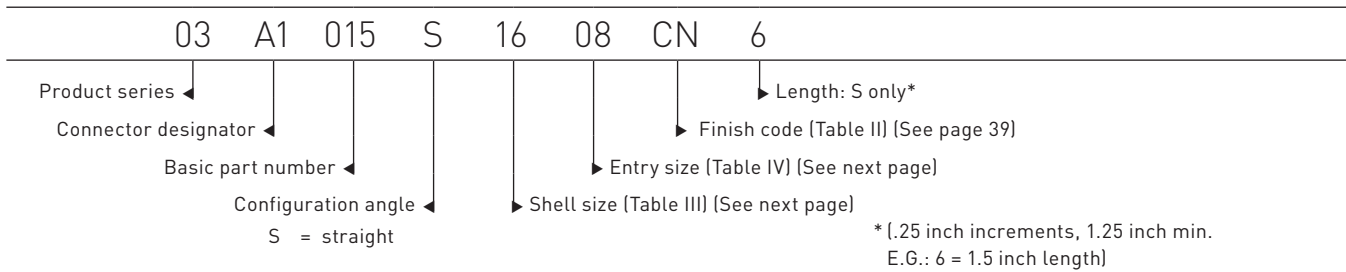 03 A1 015 S 16 08 CN 6
Product series
Length: S only*
Connector designator
Finish code (Table II) (See page 39)
Basic part number
Entry size (Table IV) (See next page)
Configuration angle
Shell size (Table III) (See next page)
S = straight
* (.25 inch increments, 1.25 inch min.
E.G.: 6 = 1.5 inch length)